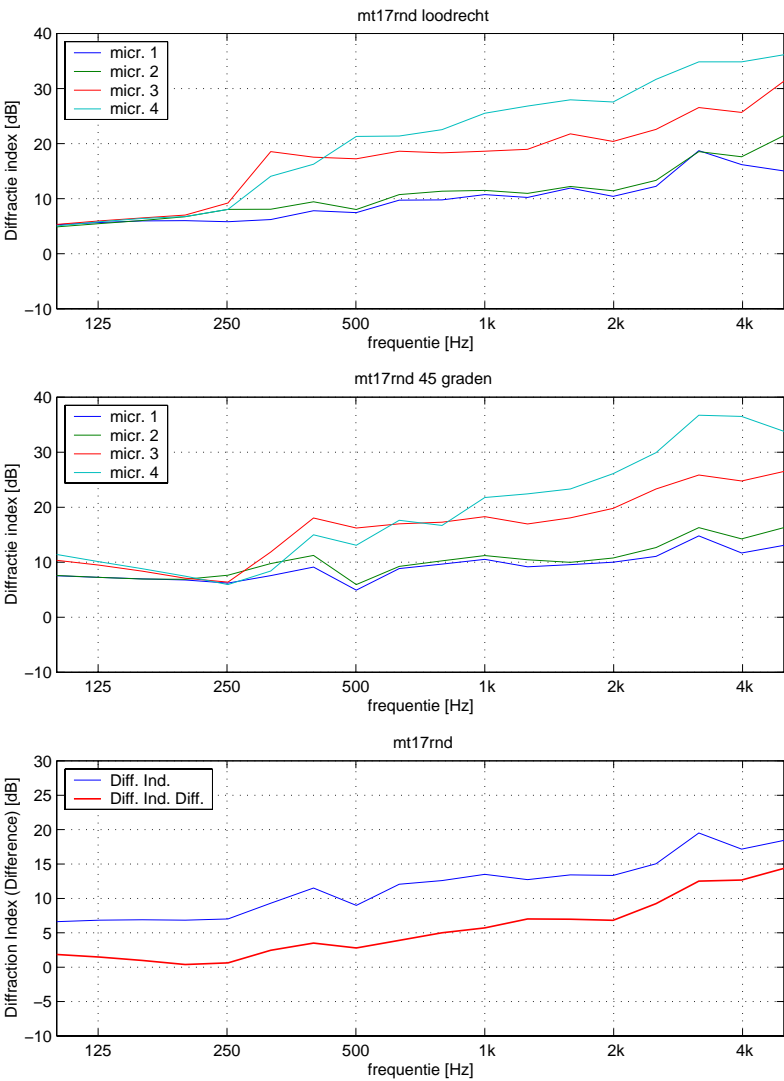 mt17rnd loodrecht
Diffractie index [dB]
40
30
20
10
0
−10
micr. 1
micr. 2
micr. 3
micr. 4
125 250 500 1k 2k 4k
frequentie [Hz]
mt17rnd 45 graden
Diffractie index [dB]
40
30
20
10
0
−10
micr. 1
micr. 2
micr. 3
micr. 4
125 250 500 1k 2k 4k
frequentie [Hz]
mt17rnd
Diffraction Index (Difference) [dB]
30
25
20
15
10
5
0
−5
−10
Diff. Ind.
Diff. Ind. Diff.
125 250 500 1k 2k 4k
frequentie [Hz]